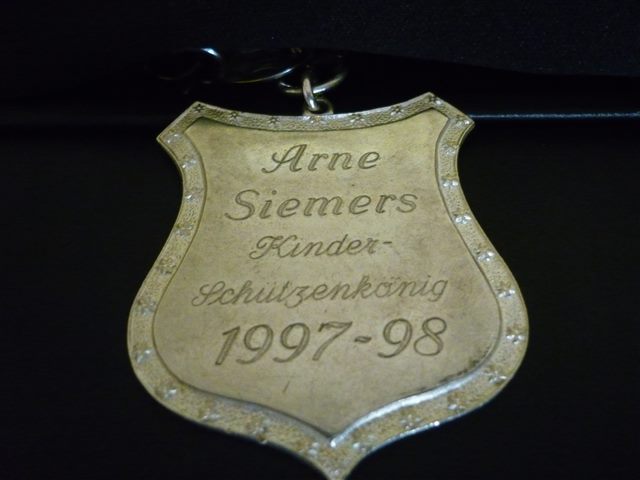 Arne
Siemers
Kinder-
Schützenkönig
1997-98